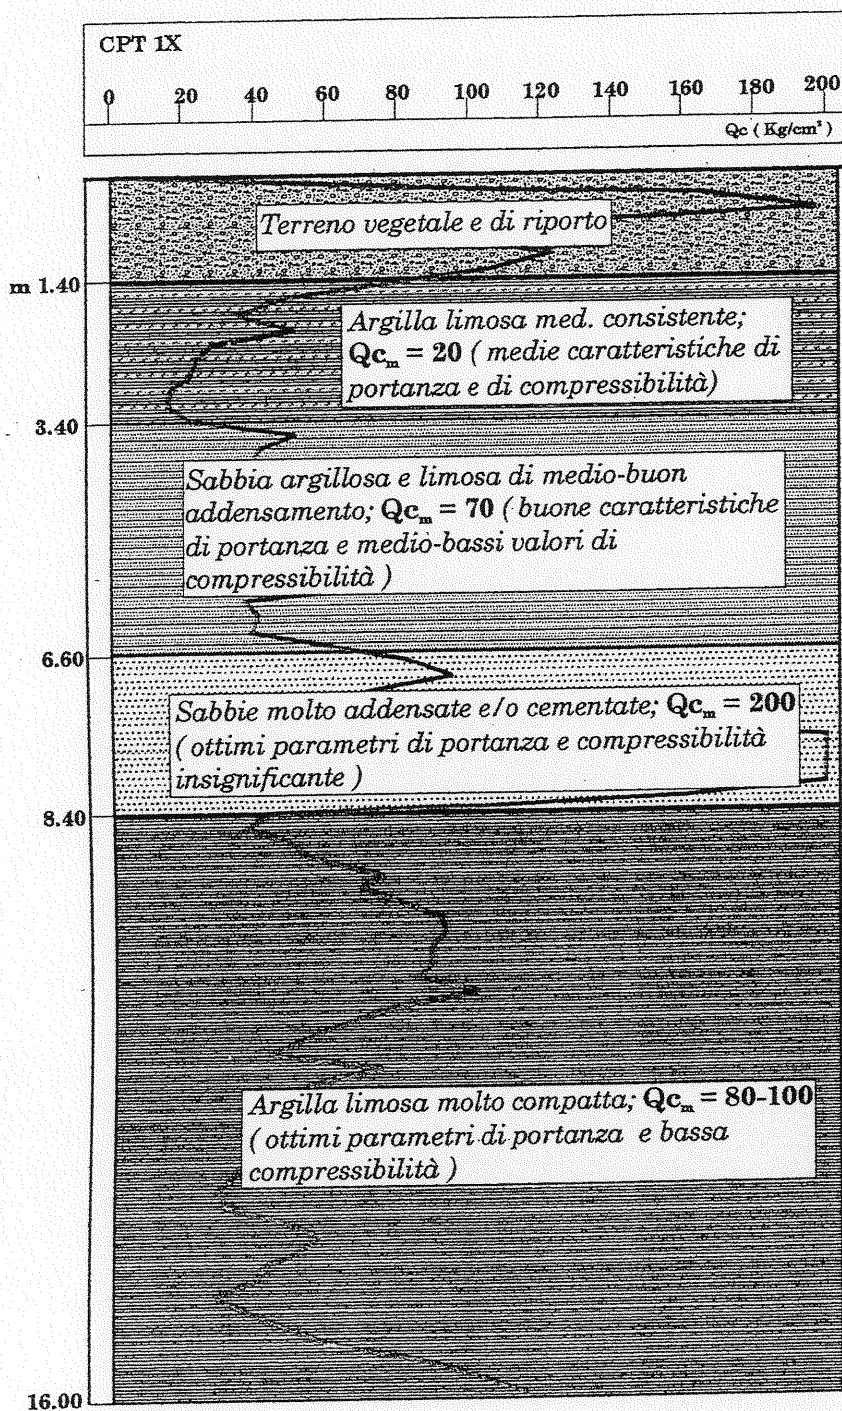 CPT 1X
0 20 40 60 80 100 120 140 160 180 200
Qc ( Kg/cm² )
Terreno vegetale e di riporto
m 1.40
Argilla limosa med. consistente;
Qcm = 20 ( medie caratteristiche di
portanza e di compressibilità)
3.40
Sabbia argillosa e limosa di medio-buon
addensamento; Qcm = 70 ( buone caratteristiche
di portanza e medio-bassi valori di
compressibilità )
6.60
Sabbie molto addensate e/o cementate; Qcm = 200
( ottimi parametri di portanza e compressibilità
insignificante )
8.40
Argilla limosa molto compatta; Qcm = 80-100
( ottimi parametri di portanza e bassa
compressibilità )
16.00